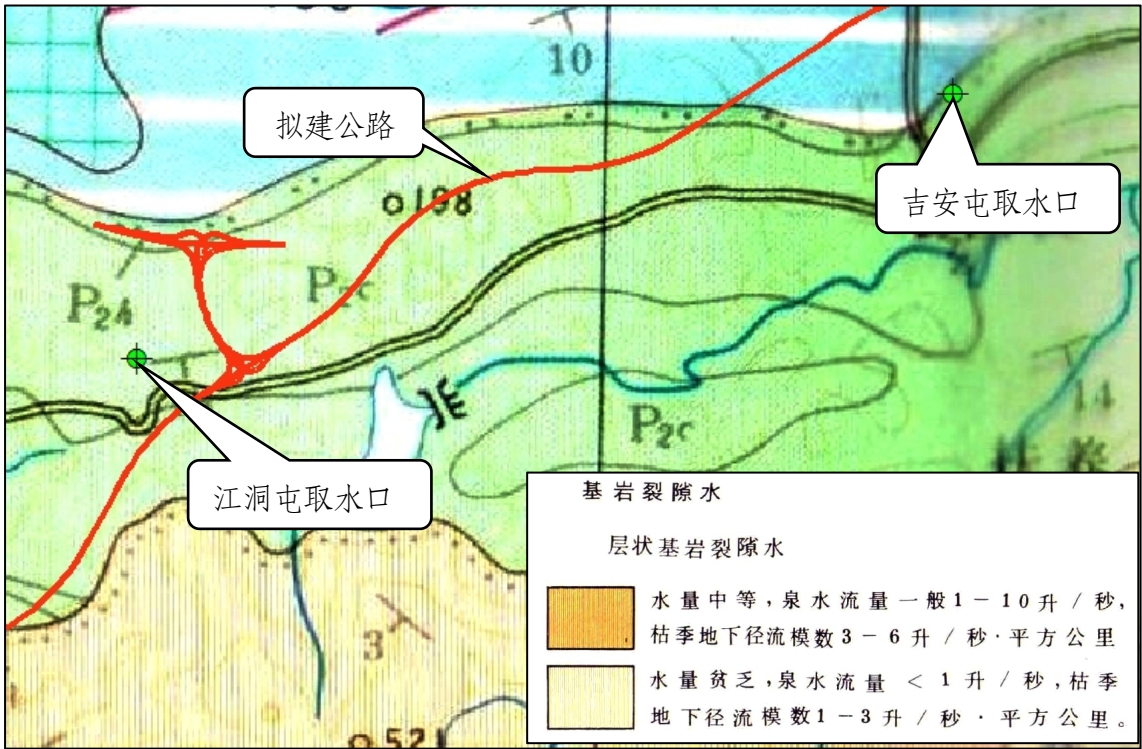 10
拟建公路
198
吉安屯取水口
P₂d
P₂c
P₂c
14
江洞屯取水口
3
521
基岩裂隙水
层状基岩裂隙水
水量中等，泉水流量一般1－10升／秒，
枯季地下径流模数3－6升／秒·平方公里
水量贫乏，泉水流量＜1升／秒，枯季
地下径流模数1－3升／秒·平方公里。